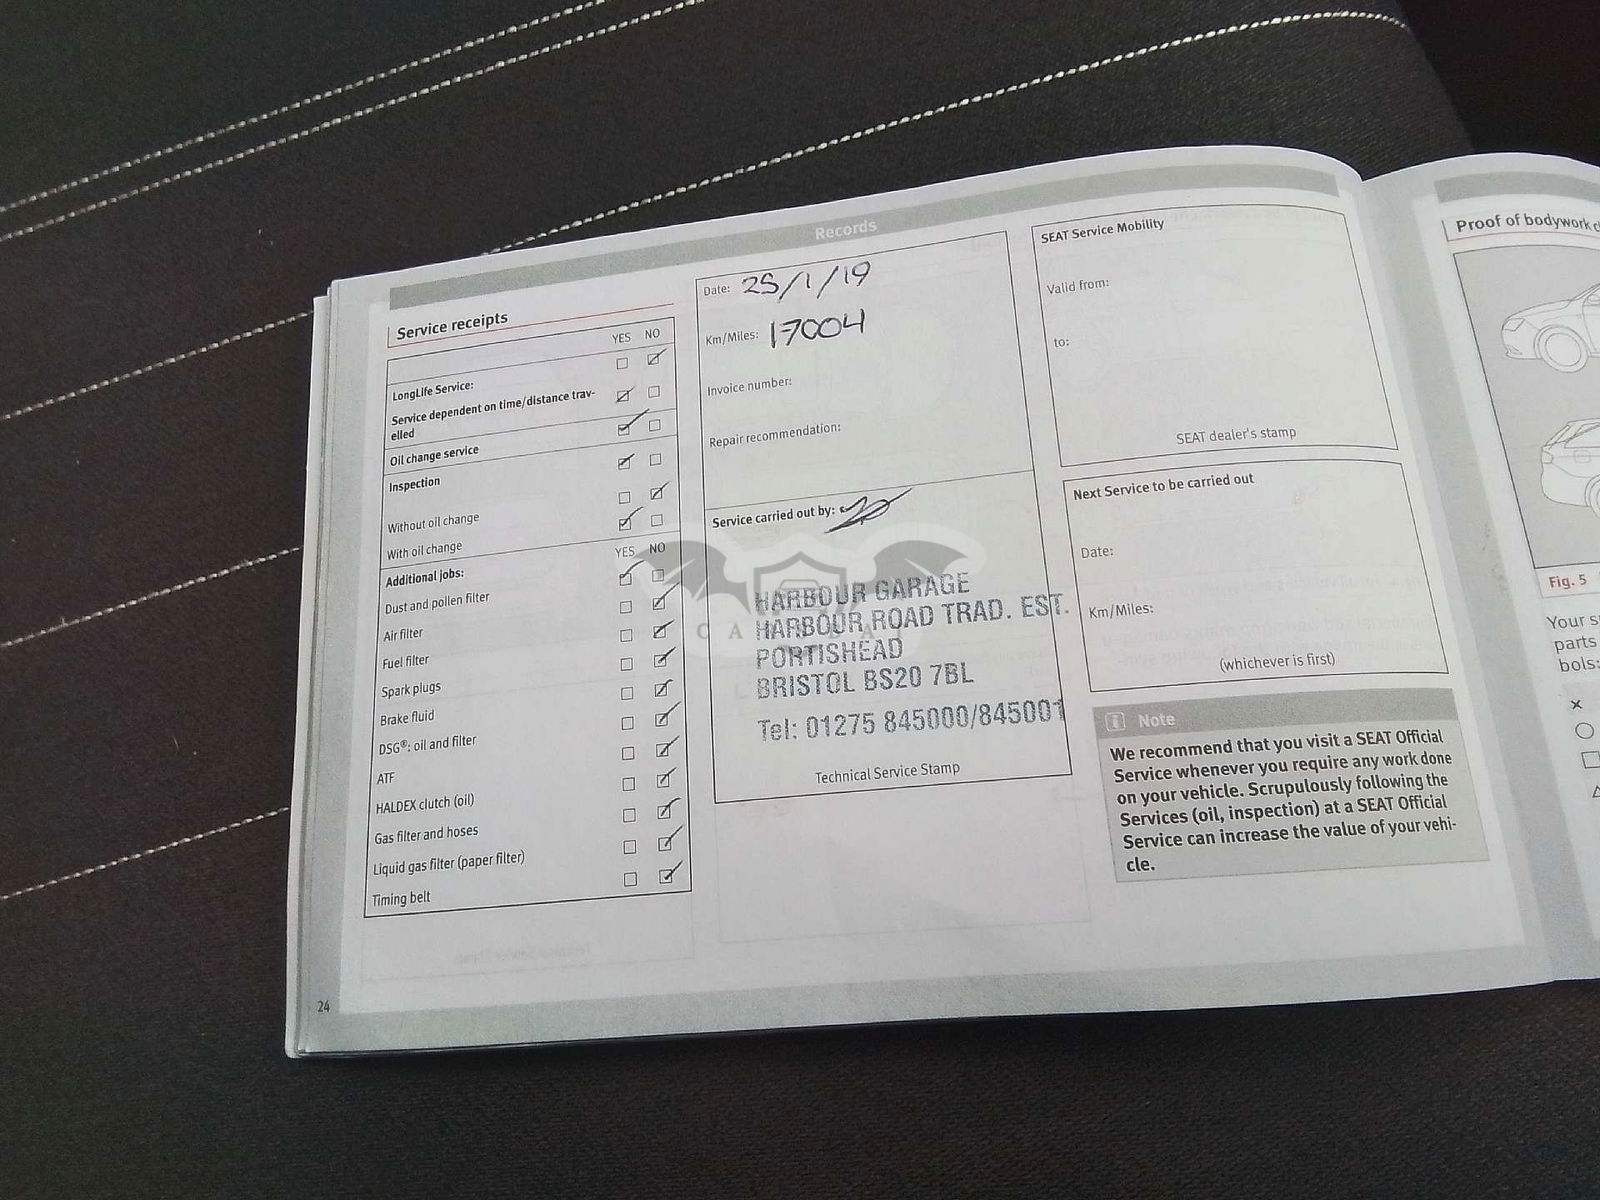 Records
Service receipts
YES NO
LongLife Service:
Service dependent on time/distance trav-
elled
Oil change service
Inspection
Without oil change
With oil change
YES NO
Additional jobs:
Dust and pollen filter
Air filter
Fuel filter
Spark plugs
Brake fluid
DSG®: oil and filter
ATF
HALDEX clutch (oil)
Gas filter and hoses
Liquid gas filter (paper filter)
Timing belt
24
Date: 25/1/19
Km/Miles: 17004
Invoice number:
Repair recommendation:
Service carried out by:
HARBOUR GARAGE
HARBOUR ROAD TRAD. EST.
PORTISHEAD
BRISTOL BS20 7BL
Tel: 01275 845000/845001
Technical Service Stamp
SEAT Service Mobility
Valid from:
to:
SEAT dealer's stamp
Next Service to be carried out
Date:
Km/Miles:
(whichever is first)
i Note
We recommend that you visit a SEAT Official
Service whenever you require any work done
on your vehicle. Scrupulously following the
Services (oil, inspection) at a SEAT Official
Service can increase the value of your vehi-
cle.
Proof of bodywork
Fig. 5
Your
parts
bols: